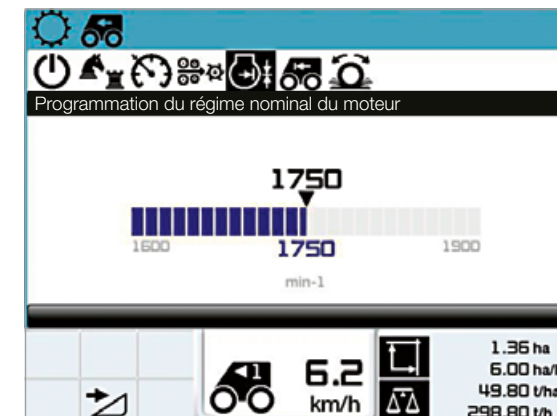 Programmation du régime nominal du moteur
1750
1600 1750 1900
min-1
1
6.2
km/h
1.36 ha
6.00 ha/
49.80 t/ha
298.80 t/h